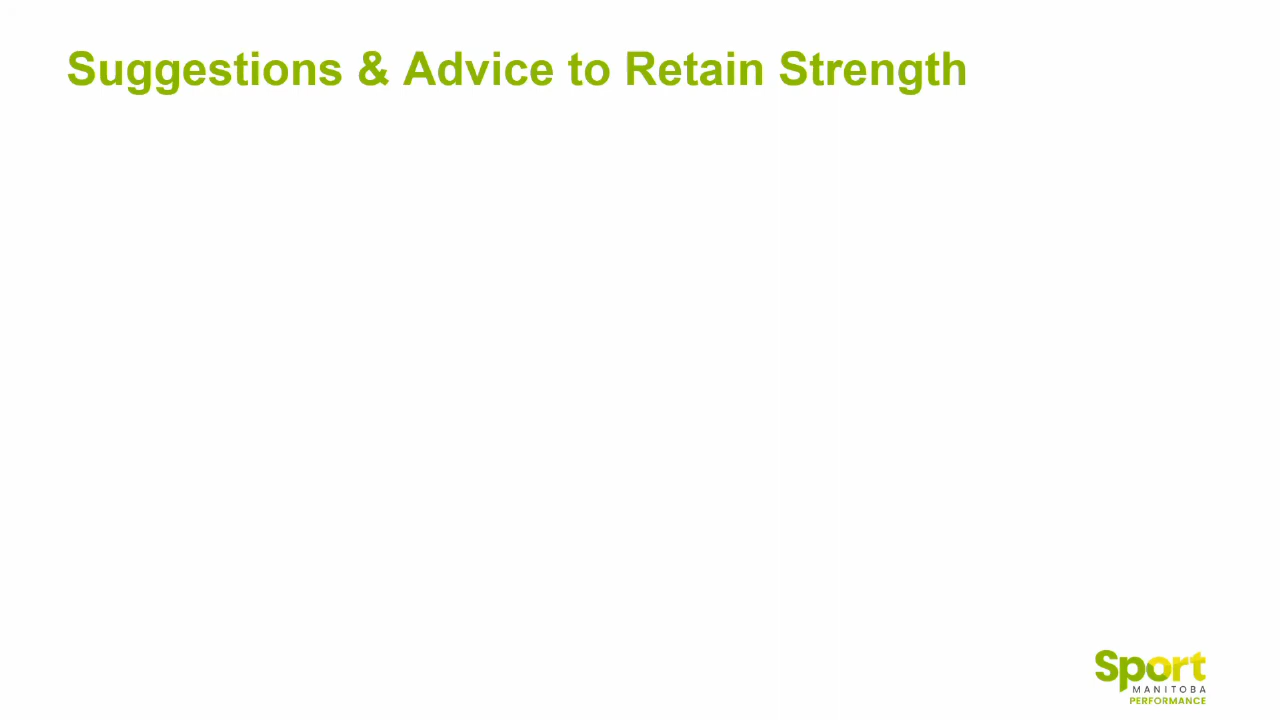 Suggestions & Advice to Retain Strength
Sport
MANITOBA
PERFORMANCE